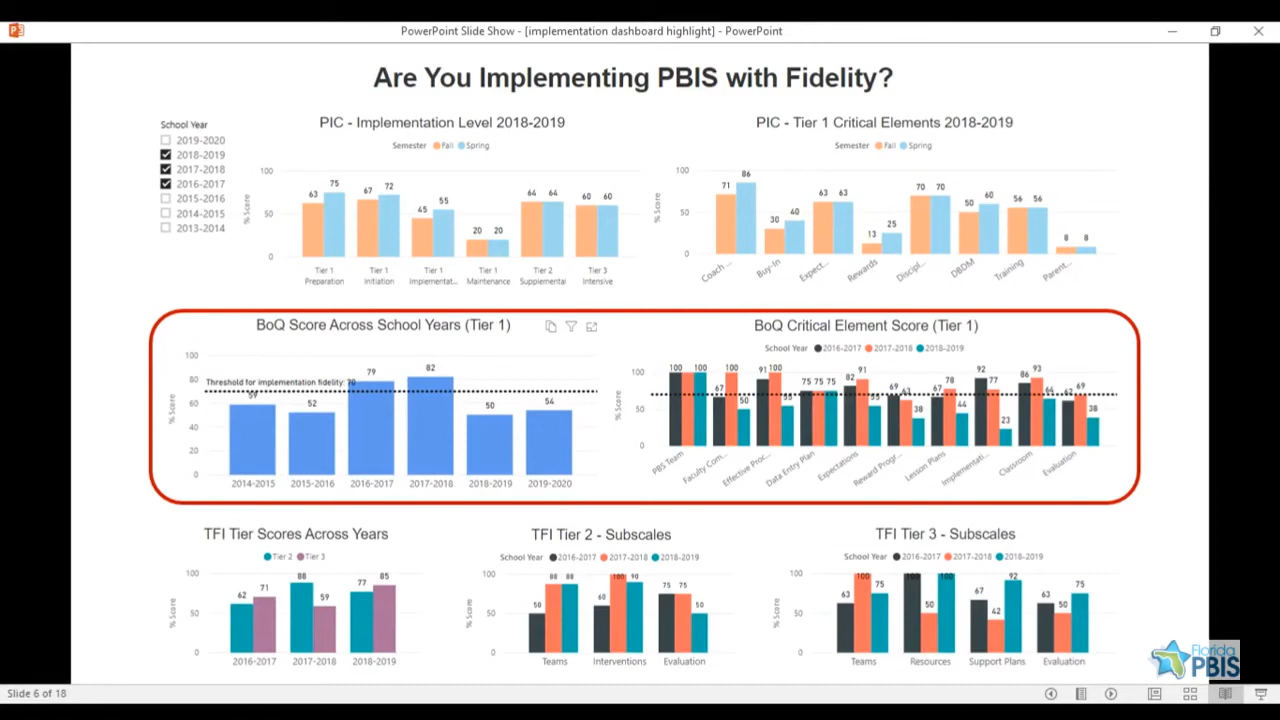 PowerPoint Slide Show - [implementation dashboard highlight] - PowerPoint
Are You Implementing PBIS with Fidelity?
School Year
2019-2020
2018-2019
2017-2018
2016-2017
2015-2016
2014-2015
2013-2014
PIC - Implementation Level 2018-2019
Semester Fall Spring
% Score
100
50
0
63 75 67 72 45 55 20 20 64 64 60 60
Tier 1 Preparation
Tier 1 Initiation
Tier 1 Implementat...
Tier 1 Maintenance
Tier 2 Supplemental
Tier 3 Intensive
PIC - Tier 1 Critical Elements 2018-2019
Semester Fall Spring
% Score
100
50
0
71 86 30 40 63 63 13 25 70 70 50 60 56 56 8 8
Coach ... Buy-In Expect... Rewards Discipl... DBDM Training Parent...
BoQ Score Across School Years (Tier 1)
% Score
100
80
60
40
20
0
Threshold for implementation fidelity: 70
59 52 79 82 50 54
2014-2015 2015-2016 2016-2017 2017-2018 2018-2019 2019-2020
BoQ Critical Element Score (Tier 1)
School Year 2016-2017 2017-2018 2018-2019
% Score
100
50
0
100 100 67 100 50 91 100 55 75 75 75 82 91 55 69 63 38 67 78 44 92 77 23 86 93 64 62 69 38
PBS Team Faculty Com... Effective Proc... Data Entry Plan Expectations Reward Progr... Lesson Plans Implementati... Classroom Evaluation
TFI Tier Scores Across Years
Tier 2 Tier 3
% Score
100
50
0
62 71 88 59 77 85
2016-2017 2017-2018 2018-2019
TFI Tier 2 - Subscales
School Year 2016-2017 2017-2018 2018-2019
% Score
100
50
0
50 88 88 60 100 90 75 75 50
Teams Interventions Evaluation
TFI Tier 3 - Subscales
School Year 2016-2017 2017-2018 2018-2019
% Score
100
50
0
63 100 75 100 50 100 67 42 92 63 50 75
Teams Resources Support Plans Evaluation
Florida
PBIS
Slide 6 of 18